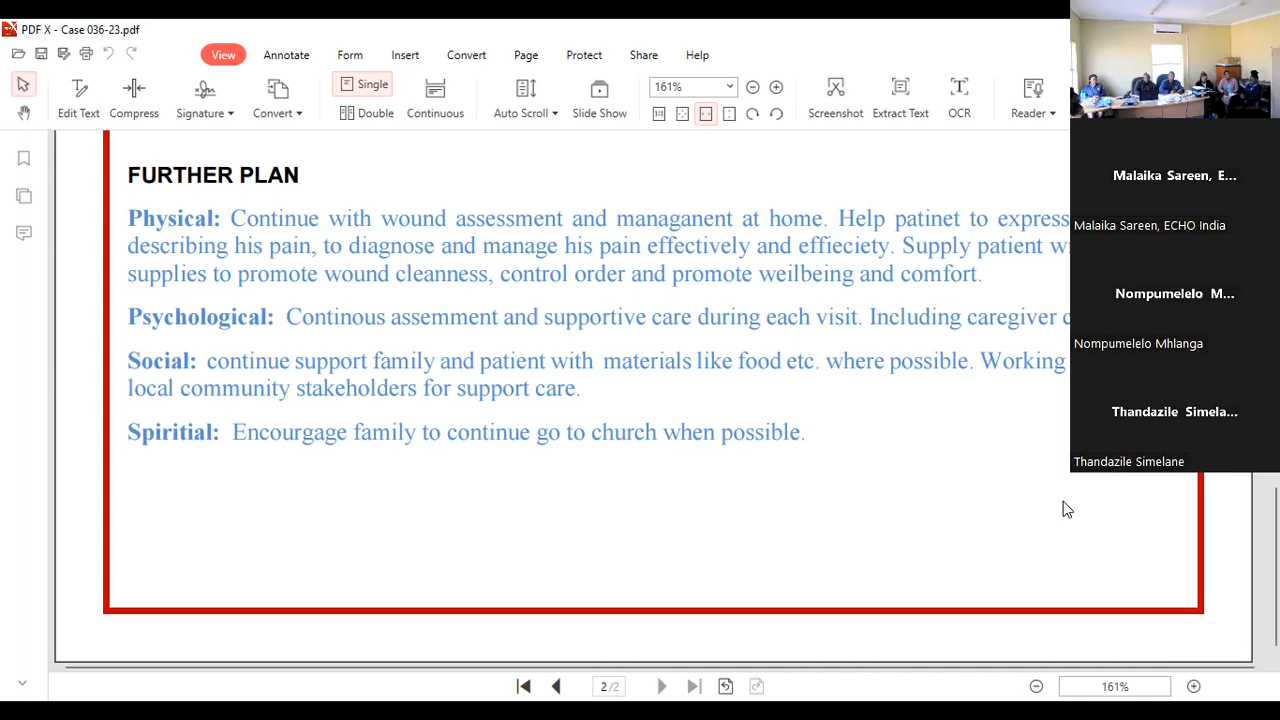 PDF X - Case 036-23.pdf
View Annotate Form Insert Convert Page Protect Share Help
Single 161%
Edit Text Compress Signature Convert Double Continuous Auto Scroll Slide Show Screenshot Extract Text OCR Reader
FURTHER PLAN
Physical: Continue with wound assessment and managanent at home. Help patinet to express
describing his pain, to diagnose and manage his pain effectively and effieciety. Supply patient
supplies to promote wound cleanness, control order and promote weilbeing and comfort.
Psychological: Continous assemment and supportive care during each visit. Including caregiver
Social: continue support family and patient with materials like food etc. where possible. Working
local community stakeholders for support care.
Spiritial: Encourgage family to continue go to church when possible.
Malaika Sareen, E...
Malaika Sareen, ECHO India
Nompumelelo M...
Nompumelelo Mhlanga
Thandazile Simela...
Thandazile Simelane
2/2
161%